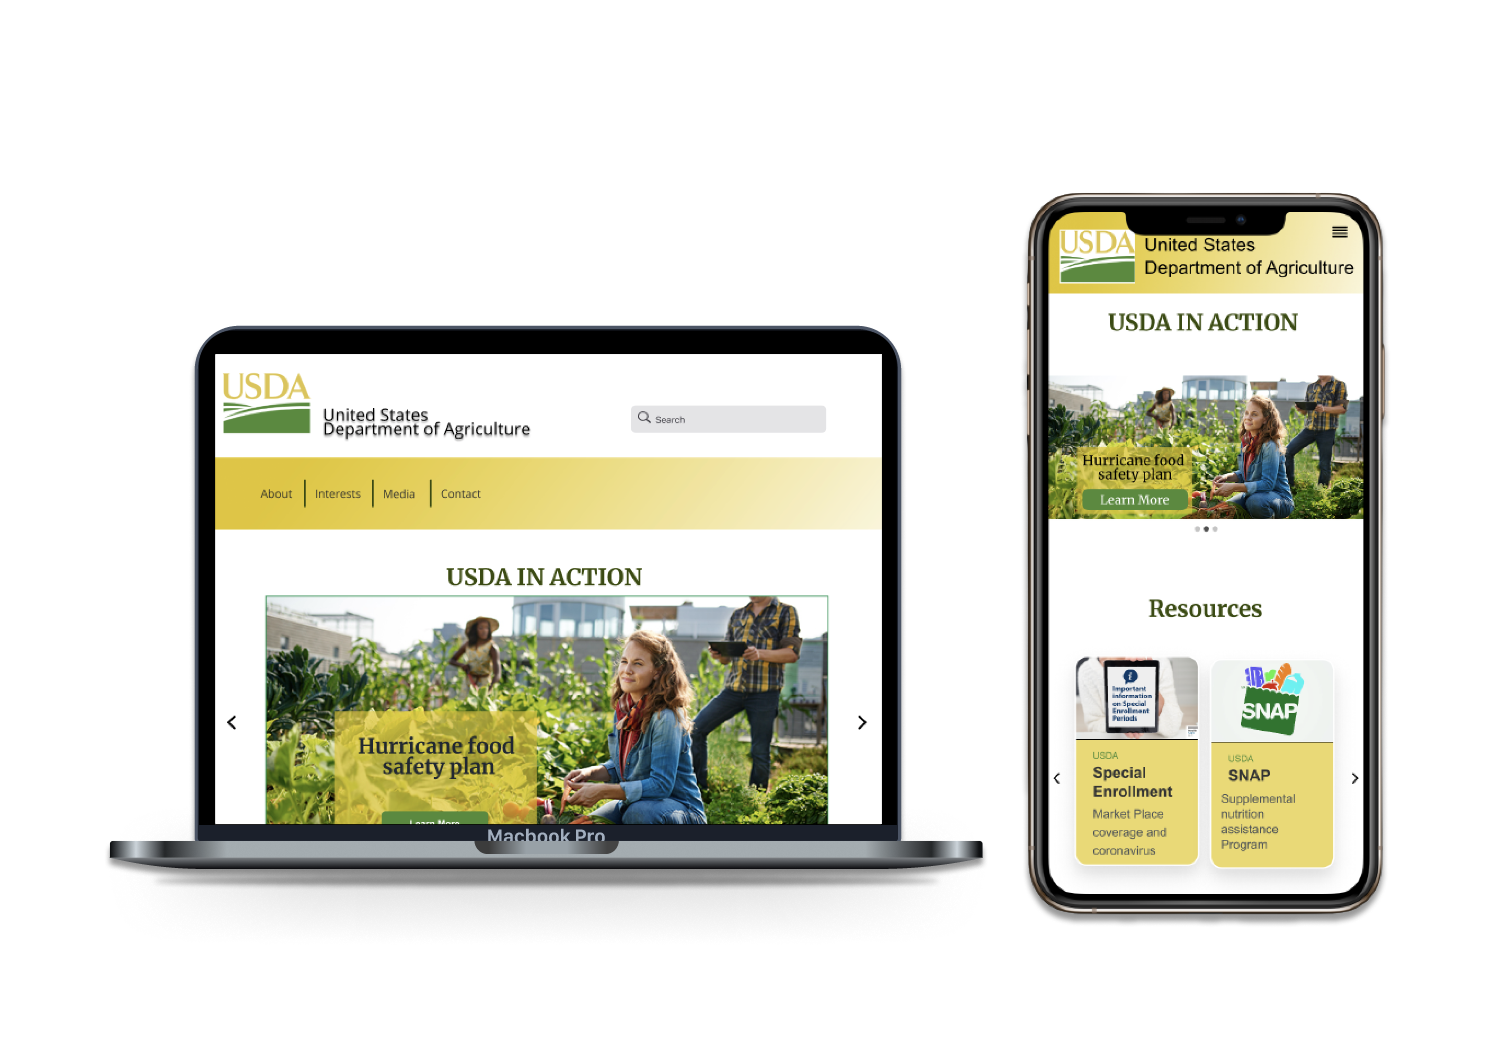 USDA
United States
Department of Agriculture
Search
About
Interests
Media
Contact
USDA IN ACTION
Hurricane food
safety plan
Learn More
Macbook Pro
USDA
United States
Department of Agriculture
USDA IN ACTION
Hurricane food
safety plan
Learn More
Resources
Important
information
on Special
Enrollment
Periods
USDA
Special
Enrollment
Market Place
coverage and
coronavirus
SNAP
USDA
SNAP
Supplemental
nutrition
assistance
Program